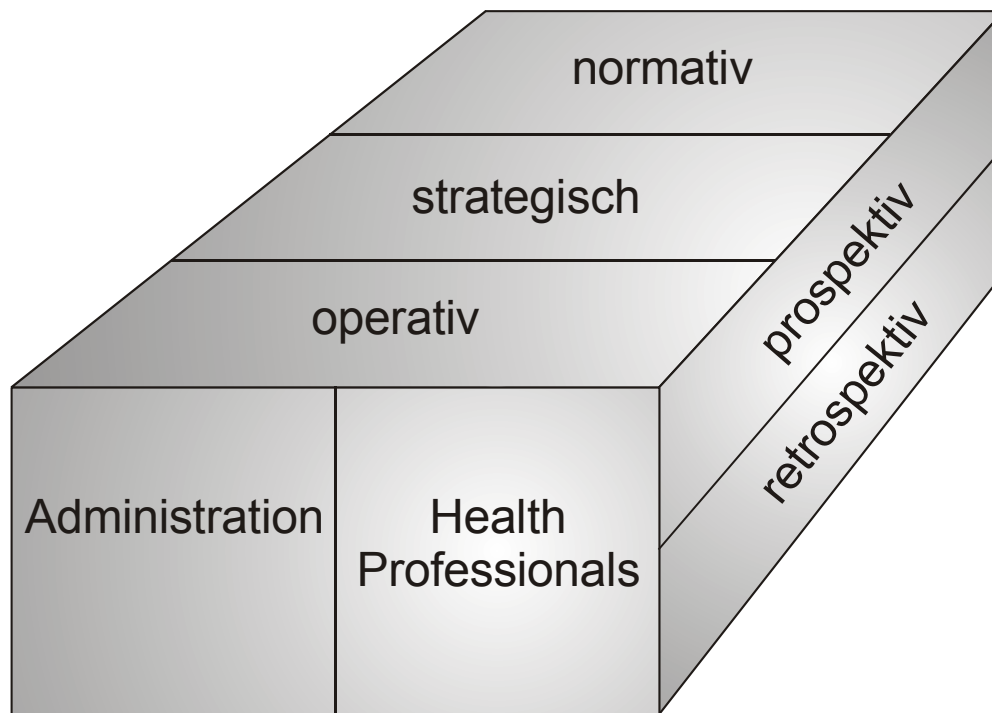 normativ
strategisch
operativ
prospektiv
retrospektiv
Administration
Health
Professionals